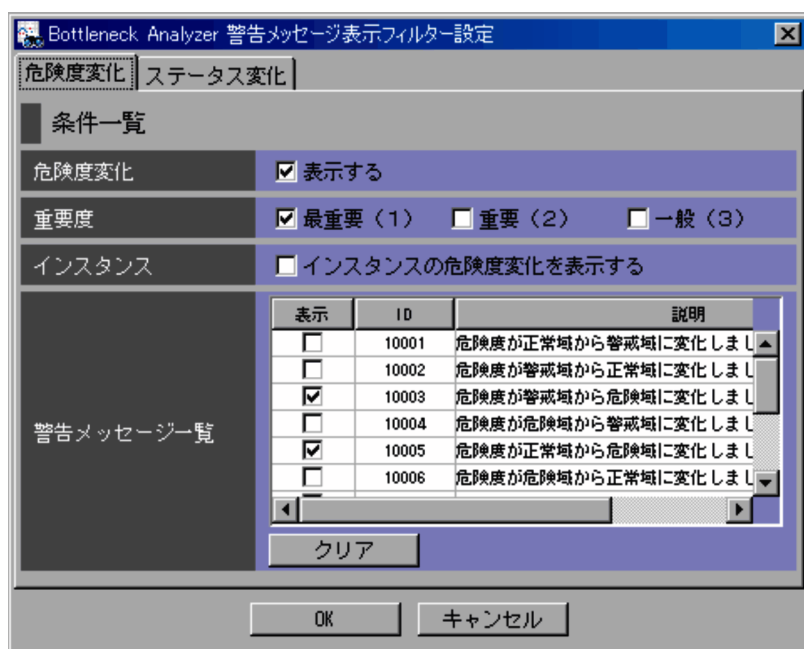 Bottleneck Analyzer 警告メッセージ表示フィルター設定
危険度変化 ステータス変化
条件一覧
危険度変化 表示する
重要度 最重要（1） 重要（2） 一般（3）
インスタンス インスタンスの危険度変化を表示する
警告メッセージ一覧
表示 ID 説明
10001 危険度が正常域から警戒域に変化しまし
10002 危険度が警戒域から正常域に変化しまし
10003 危険度が警戒域から危険域に変化しまし
10004 危険度が危険域から警戒域に変化しまし
10005 危険度が正常域から危険域に変化しまし
10006 危険度が危険域から正常域に変化しまし
クリア
OK キャンセル